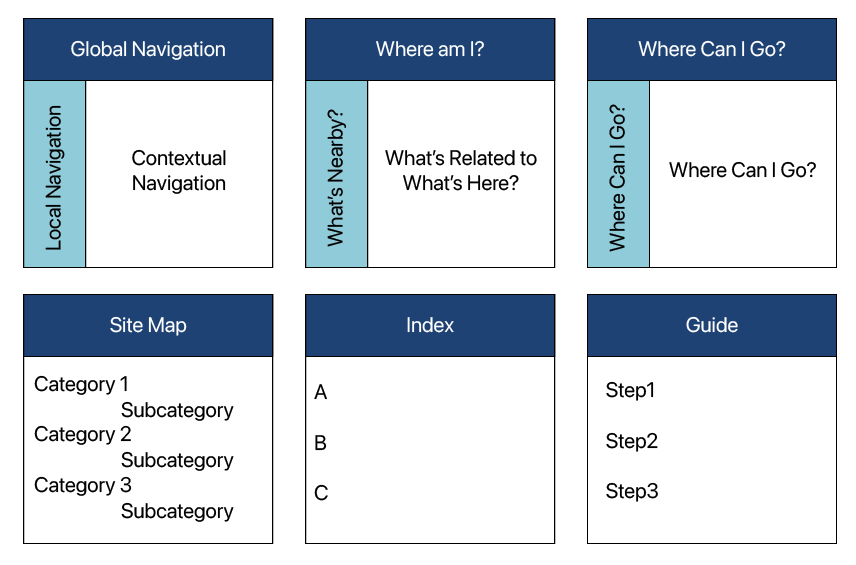 Global Navigation
Local Navigation
Contextual
Navigation
Where am I?
What's Nearby?
What's Related to
What's Here?
Where Can I Go?
Where Can I Go?
Where Can I Go?
Site Map
Category 1
Subcategory
Category 2
Subcategory
Category 3
Subcategory
Index
A
B
C
Guide
Step1
Step2
Step3